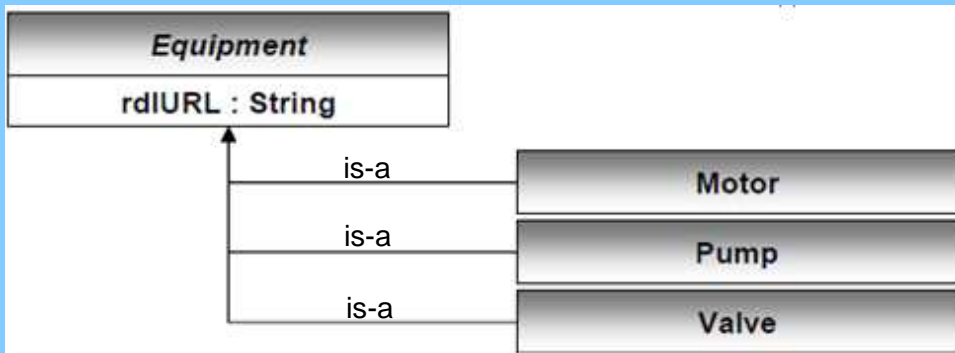 Equipment
rdlURL : String
is-a
Motor
is-a
Pump
is-a
Valve